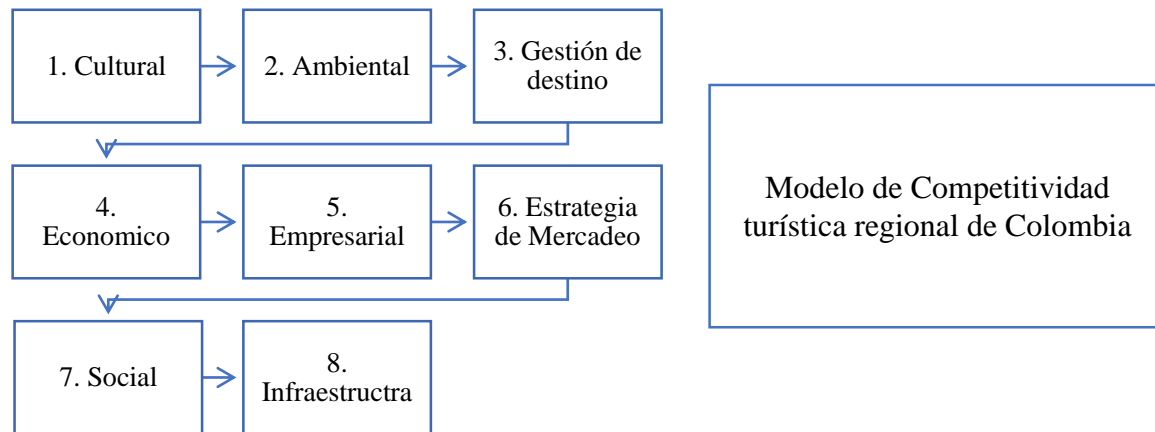 1. Cultural
2. Ambiental
3. Gestión de
destino
4.
Economico
5.
Empresarial
6. Estrategia
de Mercadeo
7. Social
8.
Infraestructra
Modelo de Competitividad
turística regional de Colombia